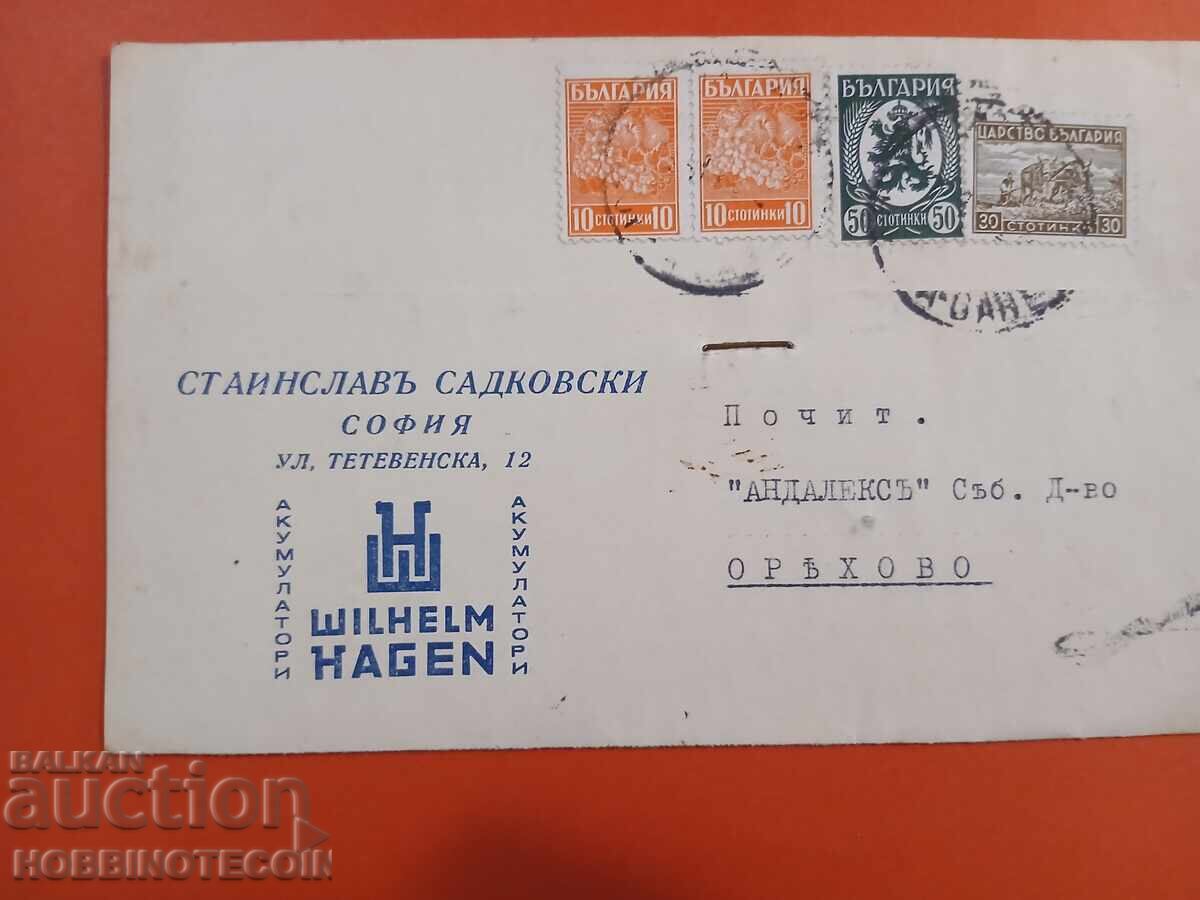 БЪЛГАРИЯ
10 СТОТИНКИ 10
БЪЛГАРИЯ
10 СТОТИНКИ 10
БЪЛГАРИЯ
50 СТОТИНКИ 50
ЦАРСТВО БЪЛГАРИЯ
30 СТОТИНКИ 30
СТАИНСЛАВЪ САДКОВСКИ
СОФИЯ
УЛ, ТЕТЕВЕНСКА, 12
АКУМУЛАТОРИ
WILHELM
HAGEN
АКУМУЛАТОРИ
Почит.
"АНДАЛЕКСЪ" Съб. Д-во
ОРѢХОВО
BALKAN
auction
HOBBINOTECOIN